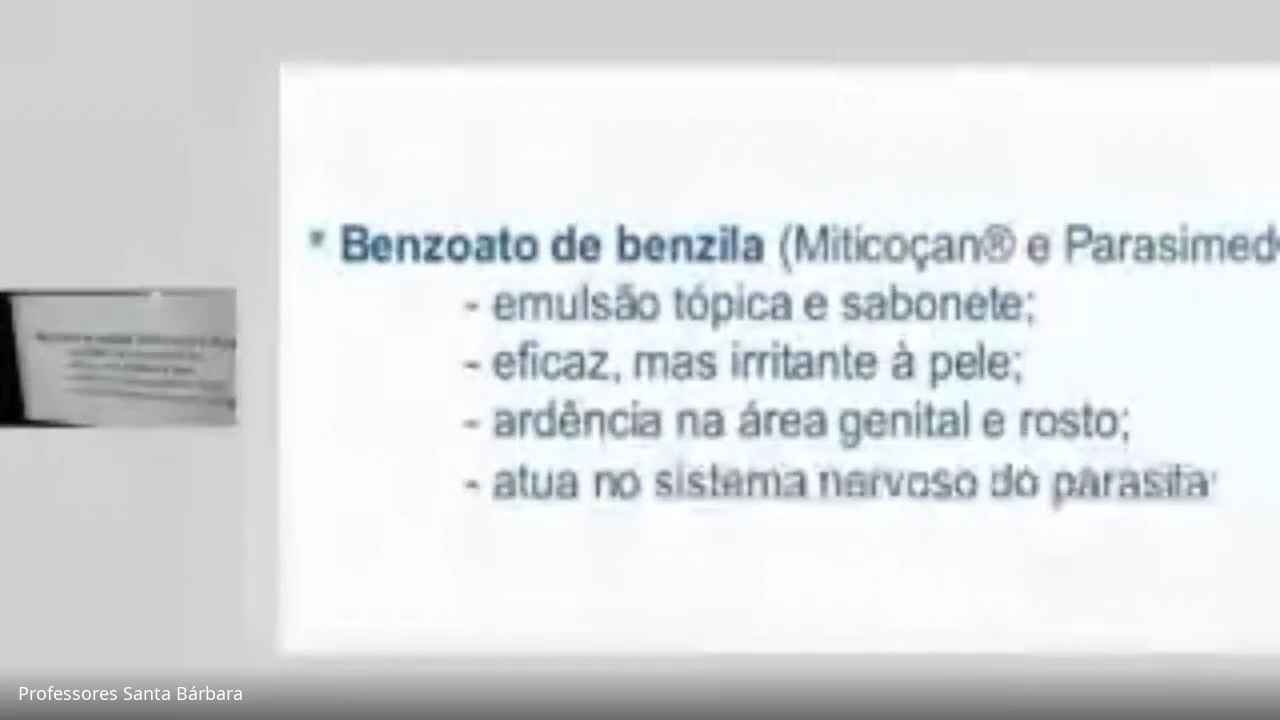 * Benzoato de benzila (Miticoçan® e Parasimed
- emulsão tópica e sabonete;
- eficaz, mas irritante à pele;
- ardência na área genital e rosto;
- atua no sistema nervoso do parasita
Professores Santa Bárbara